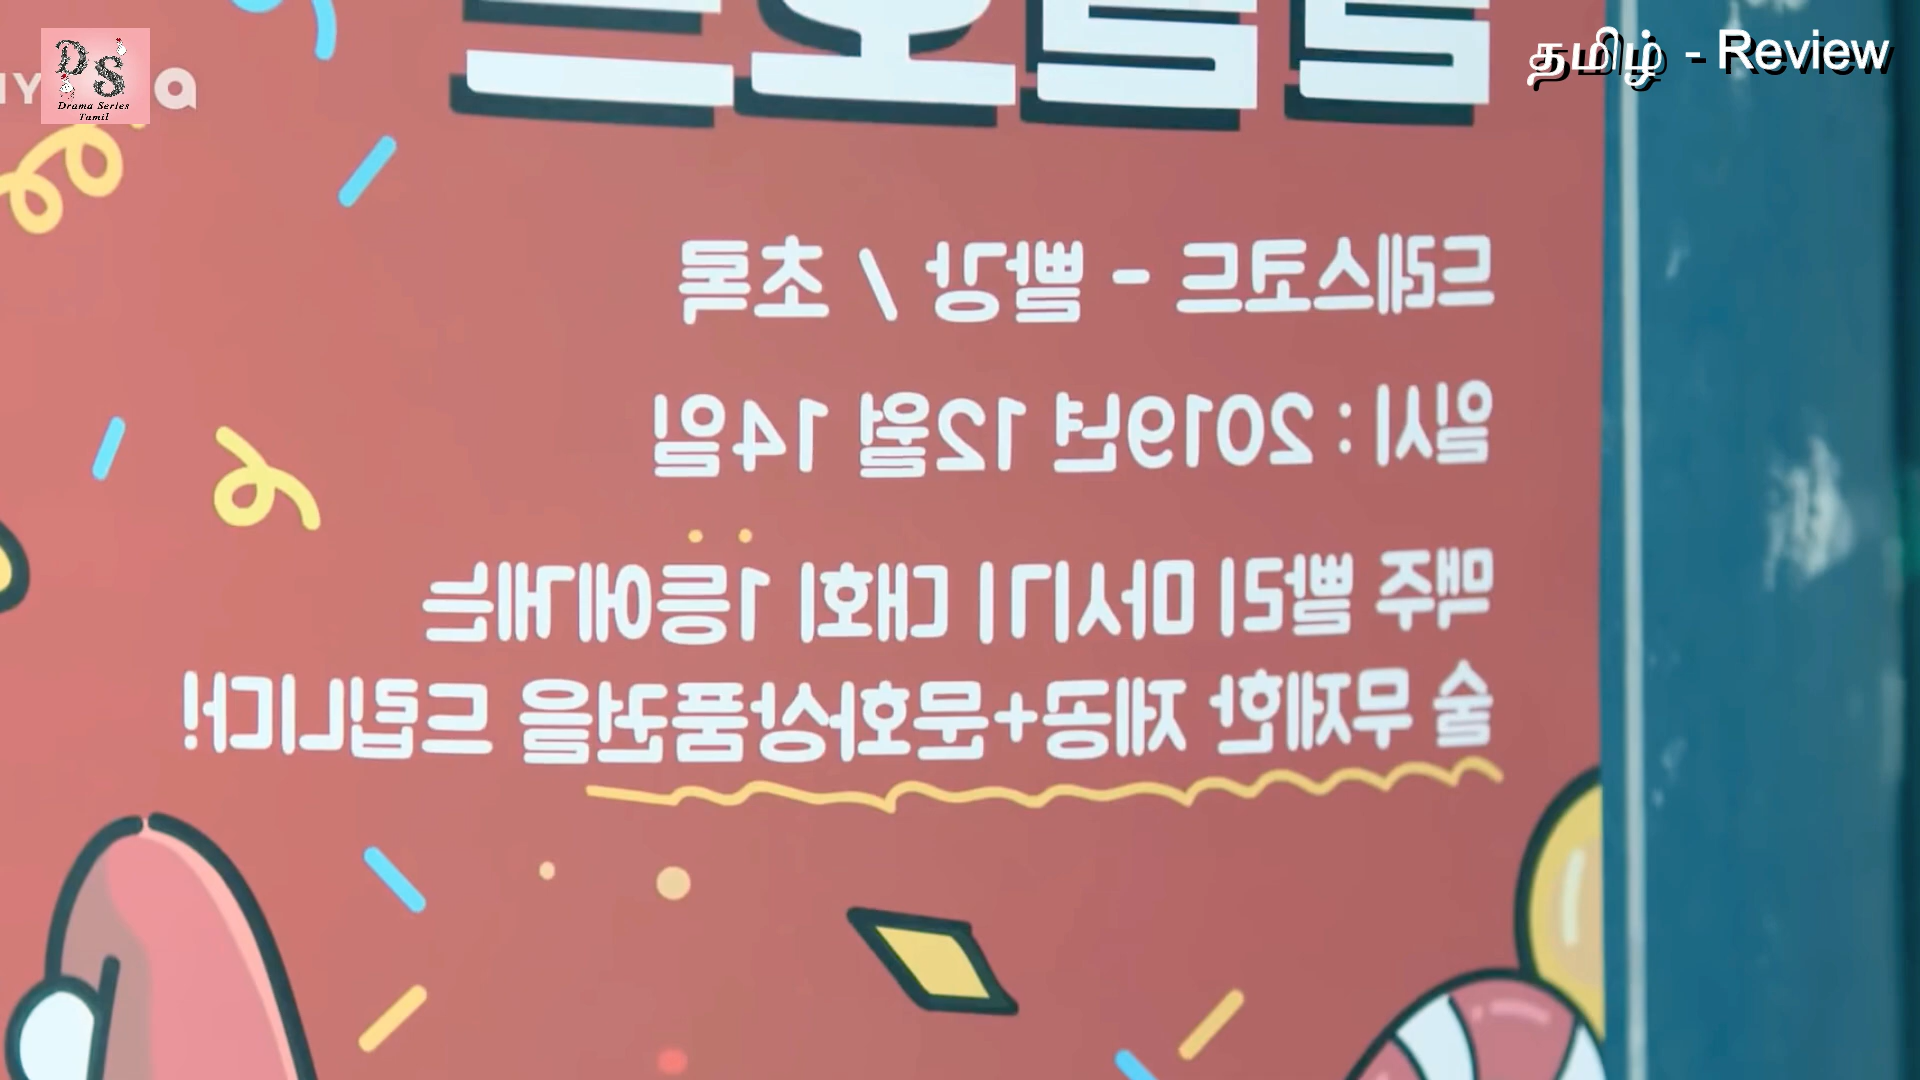 தமிழ் - Review
DS
Drama Series
Tamil
드레스코드 - 빨강 / 초록
일시 : 2019년 12월 14일
맥주 빨리 마시기 대회 1등에게는
술 무제한 제공+문화상품권을 드립니다!